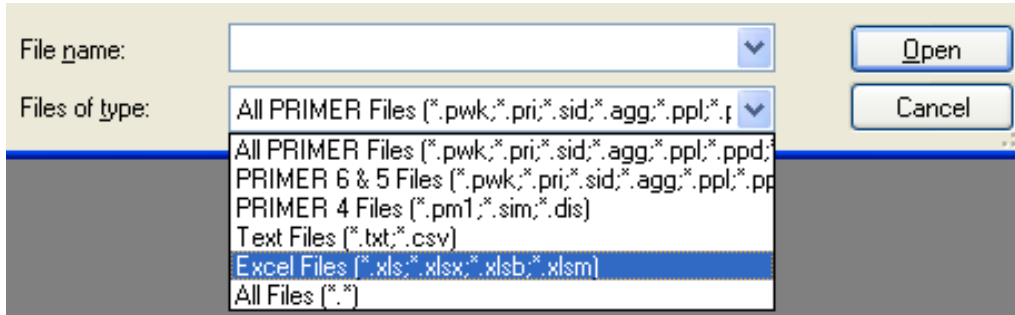 File name:
Open
Files of type:
All PRIMER Files (*.pwk;*.pri;*.sid;*.agg;*.ppl;*.p
Cancel
All PRIMER Files (*.pwk;*.pri;*.sid;*.agg;*.ppl;*.ppd;*
PRIMER 6 & 5 Files (*.pwk;*.pri;*.sid;*.agg;*.ppl;*.pp
PRIMER 4 Files (*.pm1;*.sim;*.dis)
Text Files (*.txt;*.csv)
Excel Files (*.xls;*.xlsx;*.xlsb;*.xlsm)
All Files (*.*)